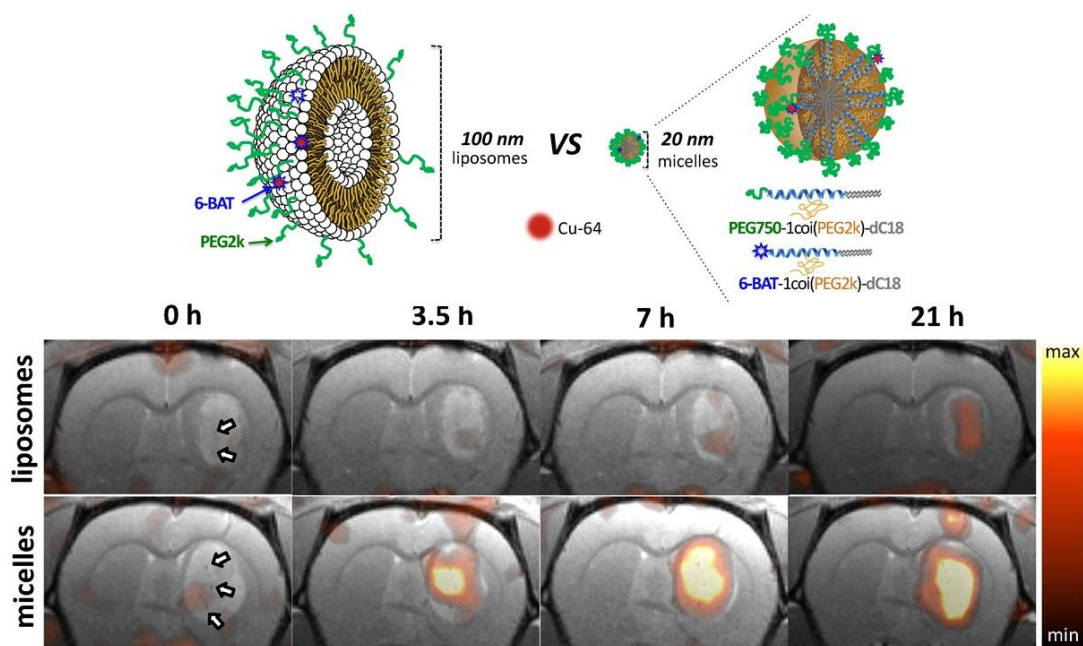 100 nm
liposomes
VS
20 nm
micelles
6-BAT
PEG2k
Cu-64
PEG750-1coi(PEG2k)-dC18
6-BAT-1coi(PEG2k)-dC18
0 h 3.5 h 7 h 21 h
liposomes
micelles
max
min